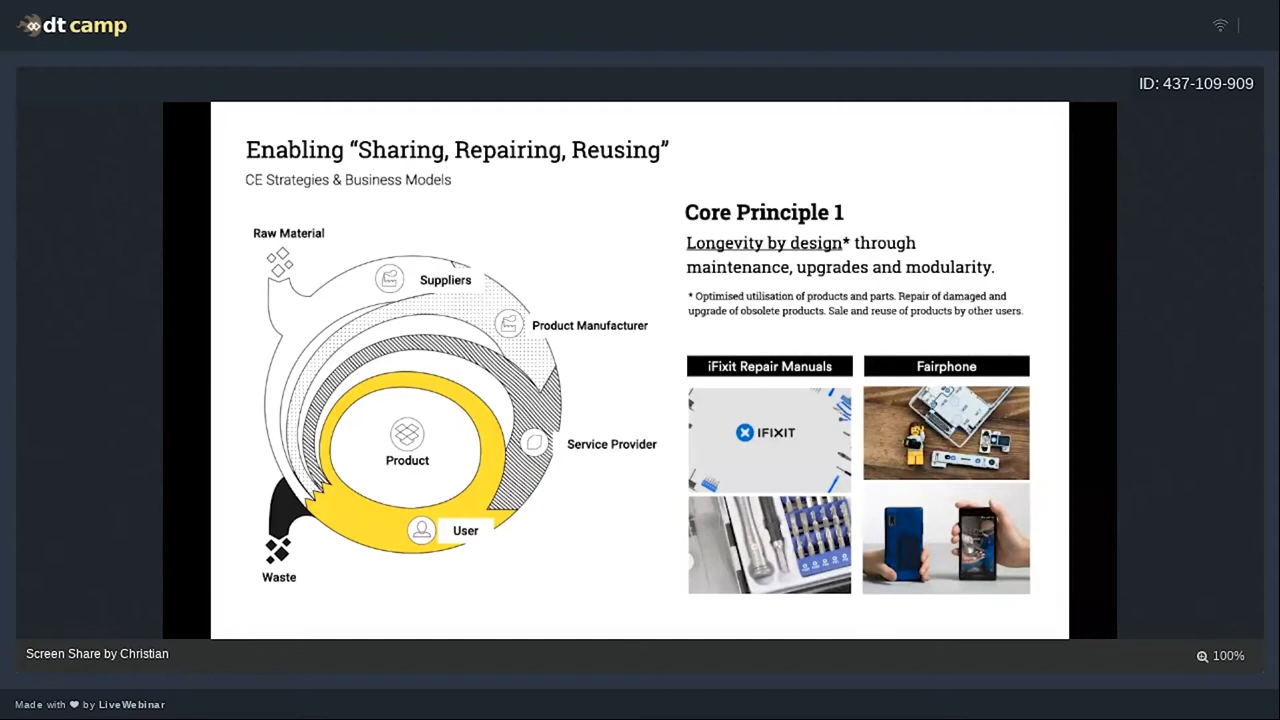 dt camp
ID: 437-109-909
Enabling “Sharing, Repairing, Reusing”
CE Strategies & Business Models
Raw Material
Suppliers
Product Manufacturer
Service Provider
Product
User
Waste
Core Principle 1
Longevity by design* through
maintenance, upgrades and modularity.
* Optimised utilisation of products and parts. Repair of damaged and
upgrade of obsolete products. Sale and reuse of products by other users.
iFixit Repair Manuals
Fairphone
IFIXIT
Screen Share by Christian
100%
Made with ❤ by LiveWebinar